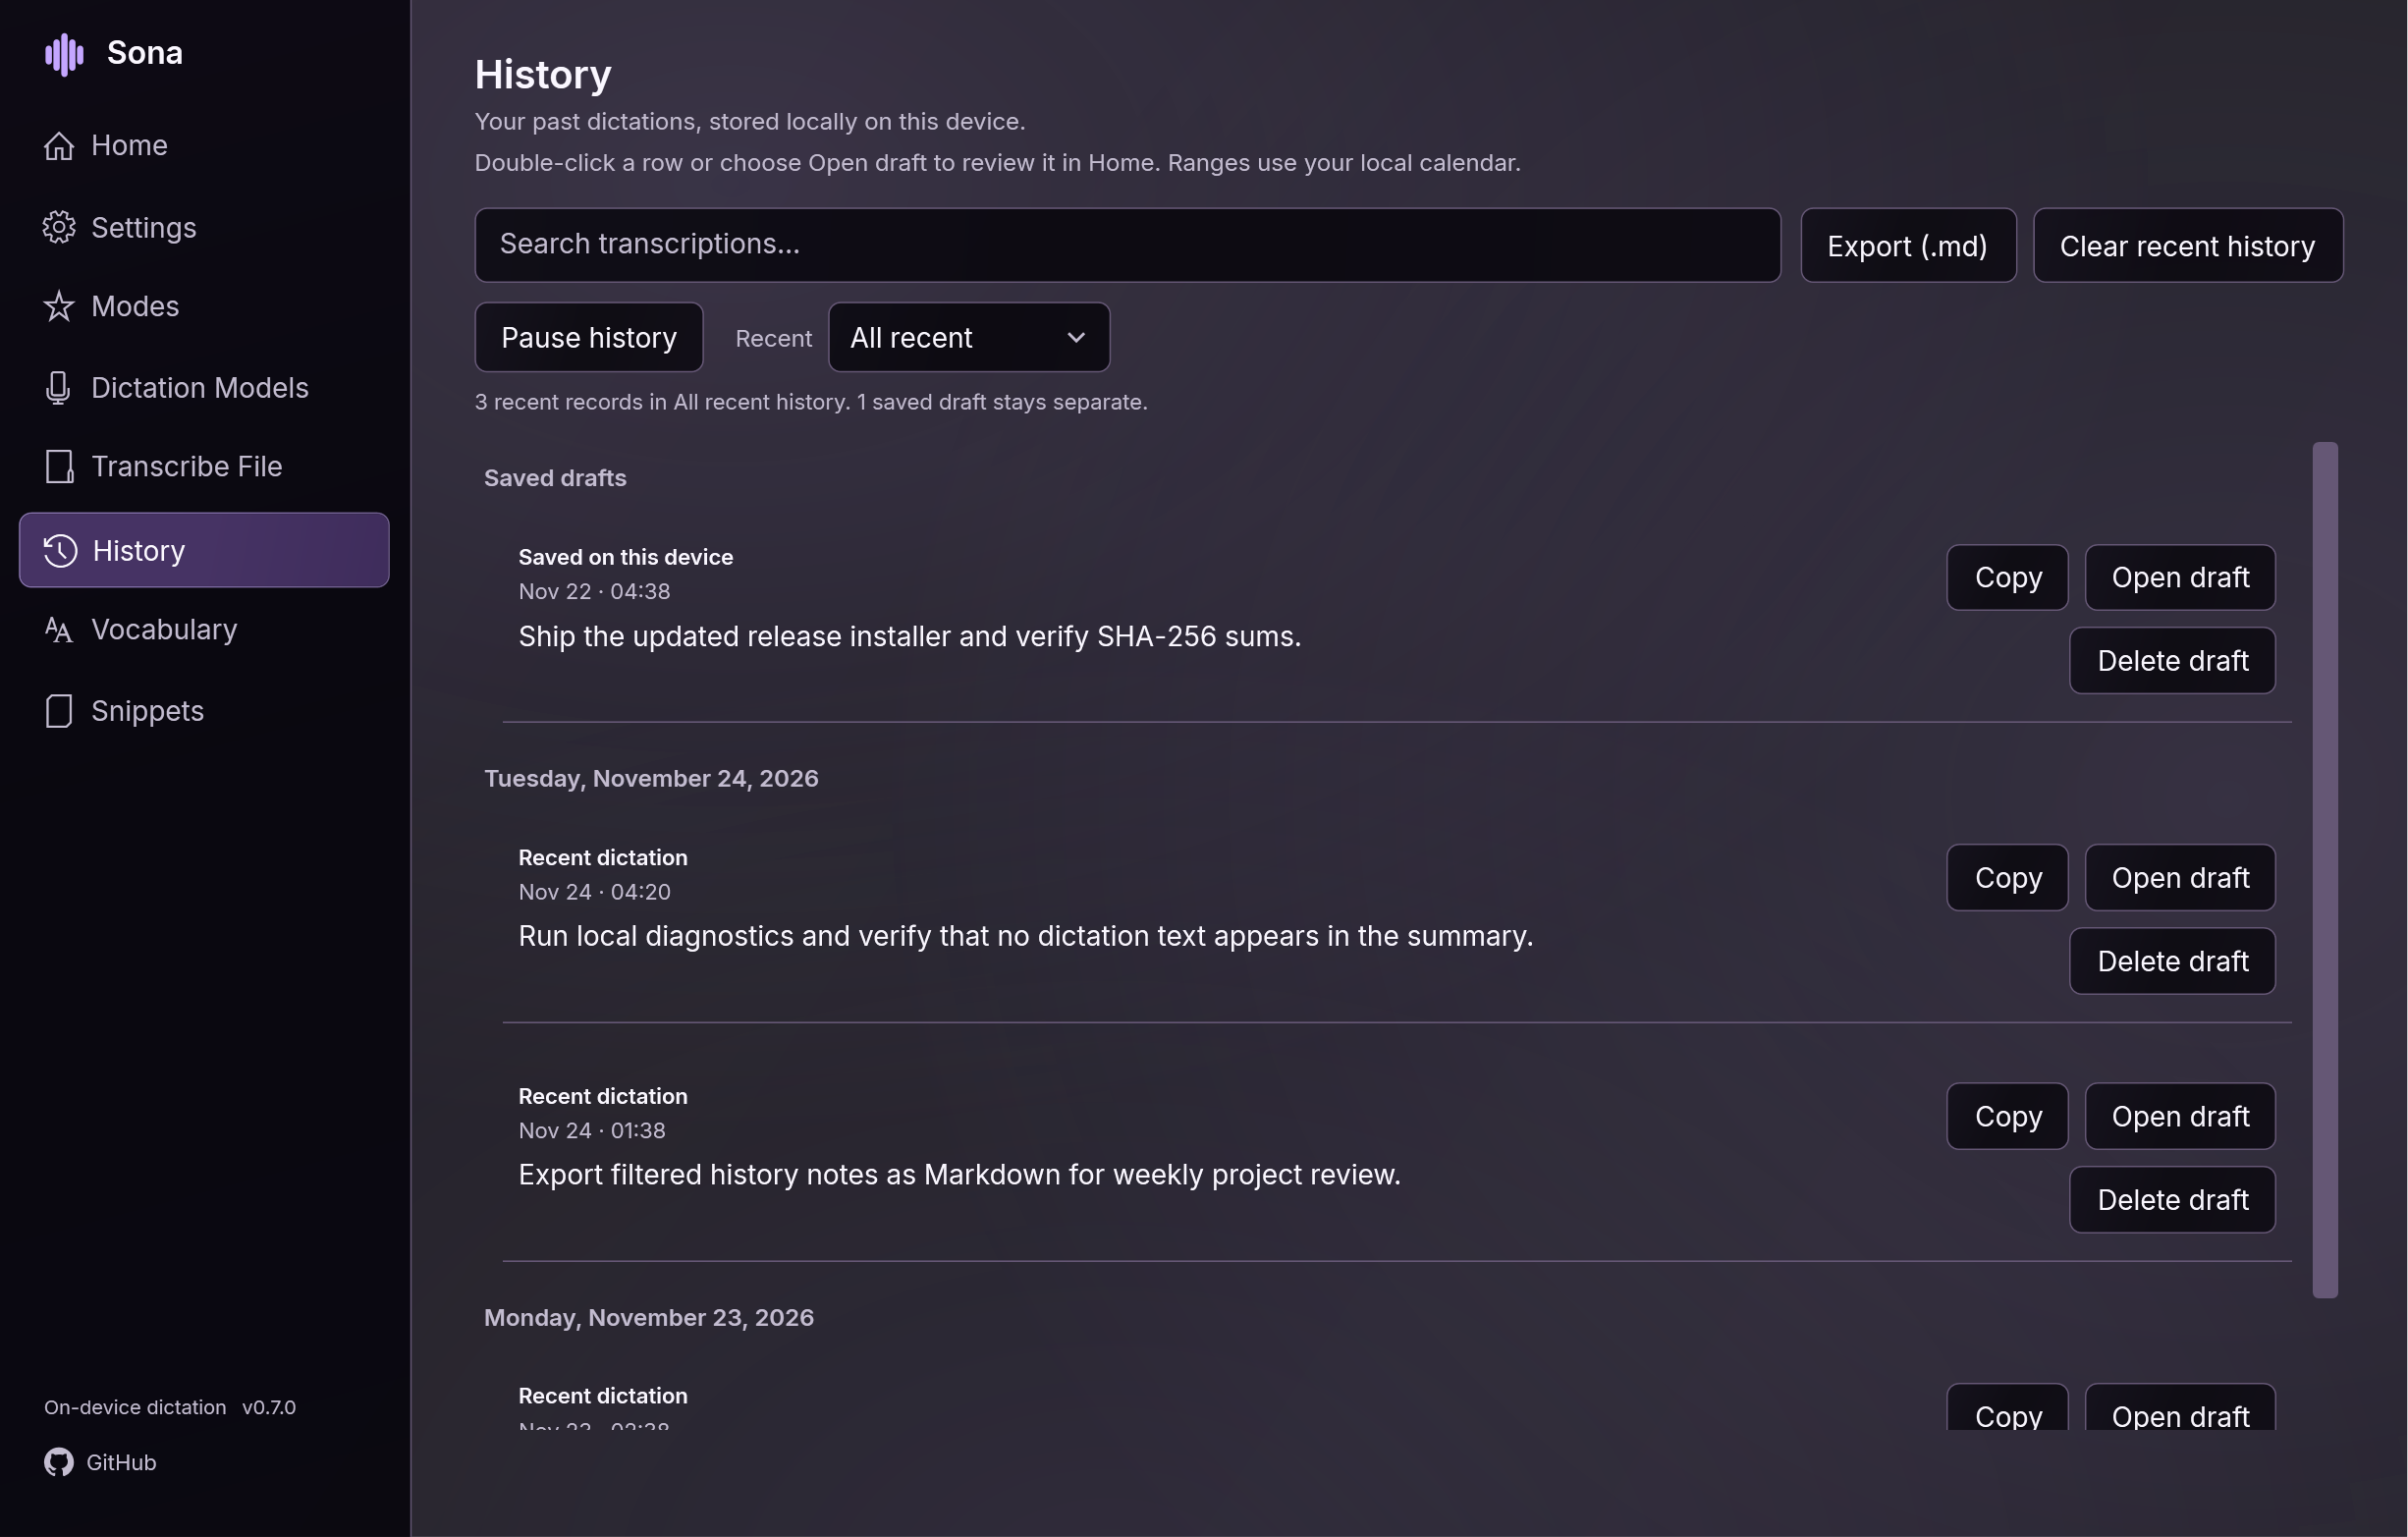 Sona
Home
Settings
Modes
Dictation Models
Transcribe File
History
Vocabulary
Snippets
On-device dictation v0.7.0
GitHub
History
Your past dictations, stored locally on this device.
Double-click a row or choose Open draft to review it in Home. Ranges use your local calendar.
Search transcriptions...
Export (.md)
Clear recent history
Pause history
Recent
All recent
3 recent records in All recent history. 1 saved draft stays separate.
Saved drafts
Saved on this device
Nov 22 · 04:38
Ship the updated release installer and verify SHA-256 sums.
Copy
Open draft
Delete draft
Tuesday, November 24, 2026
Recent dictation
Nov 24 · 04:20
Run local diagnostics and verify that no dictation text appears in the summary.
Copy
Open draft
Delete draft
Recent dictation
Nov 24 · 01:38
Export filtered history notes as Markdown for weekly project review.
Copy
Open draft
Delete draft
Monday, November 23, 2026
Recent dictation
Copy
Open draft